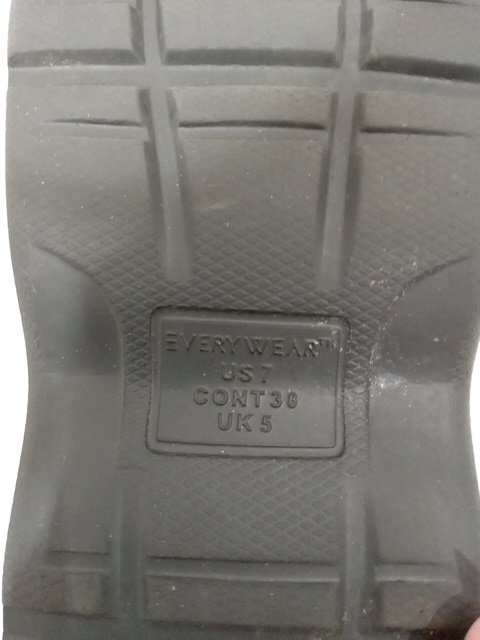 EVERYWEAR™
US 7
CONT 38
UK 5